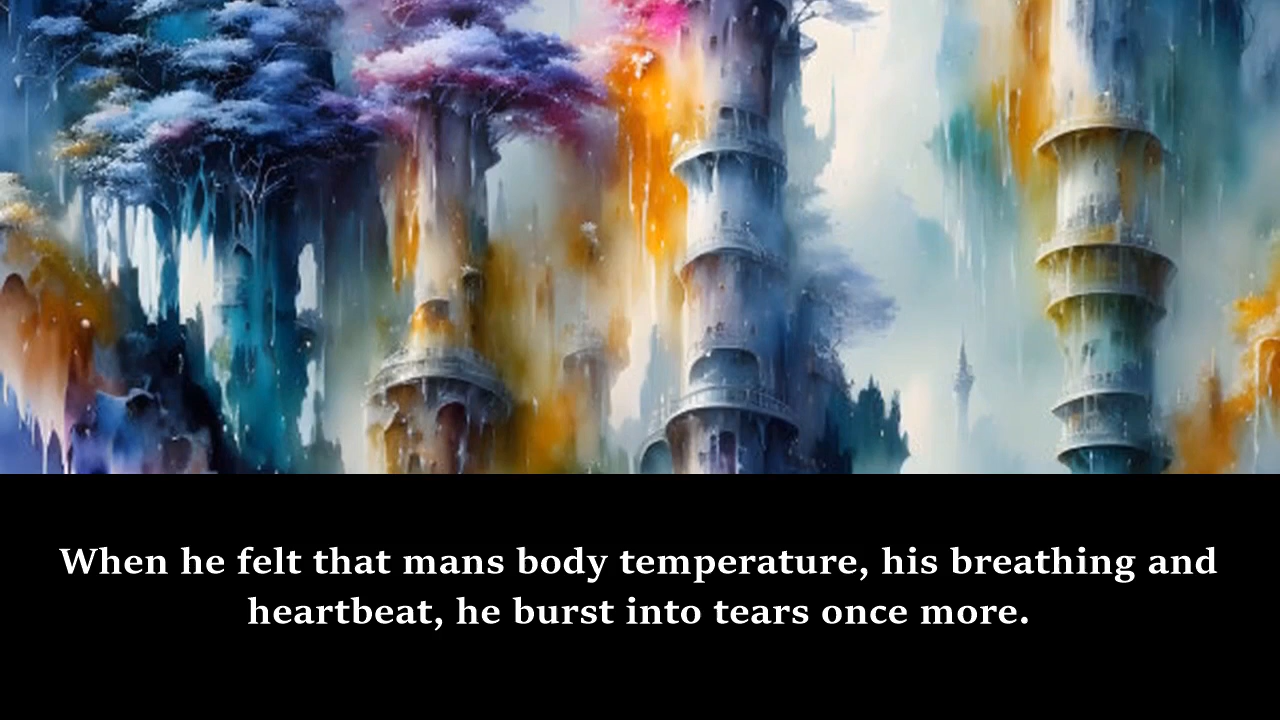 When he felt that mans body temperature, his breathing and
heartbeat, he burst into tears once more.